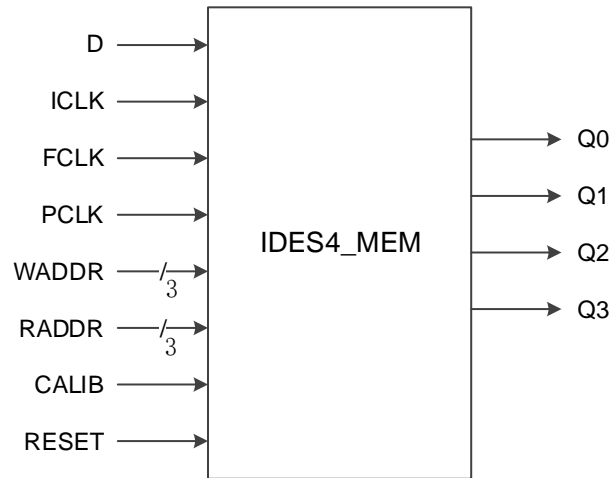 D
ICLK
FCLK
PCLK
WADDR
3
RADDR
3
CALIB
RESET
IDES4_MEM
Q0
Q1
Q2
Q3